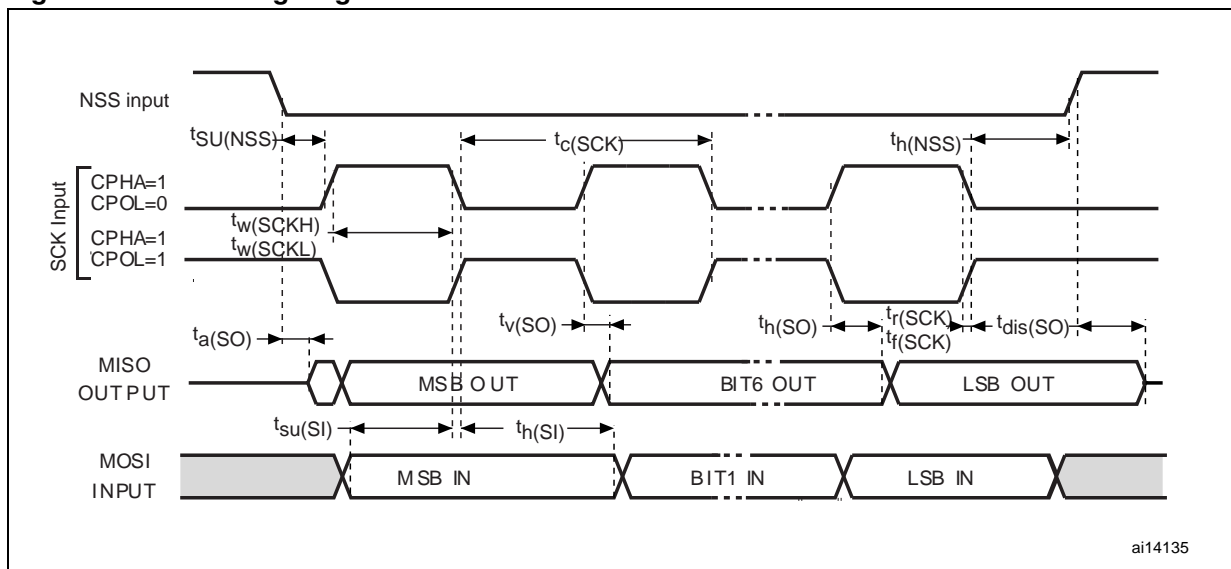 NSS input
tSU(NSS)
tc(SCK)
th(NSS)
SCK Input
CPHA=1
CPOL=0
tw(SCKH)
tw(SCKL)
CPHA=1
CPOL=1
ta(SO)
tv(SO)
th(SO)
tr(SCK)
tf(SCK)
tdis(SO)
MISO
OUTPUT
MSB OUT
BIT6 OUT
LSB OUT
tsu(SI)
th(SI)
MOSI
INPUT
MSB IN
BIT1 IN
LSB IN
ai14135